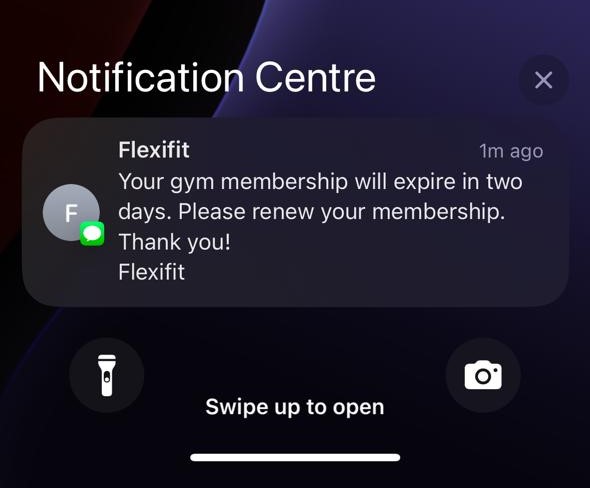 Notification Centre
Flexifit
1m ago
F
Your gym membership will expire in two
days. Please renew your membership.
Thank you!
Flexifit
Swipe up to open